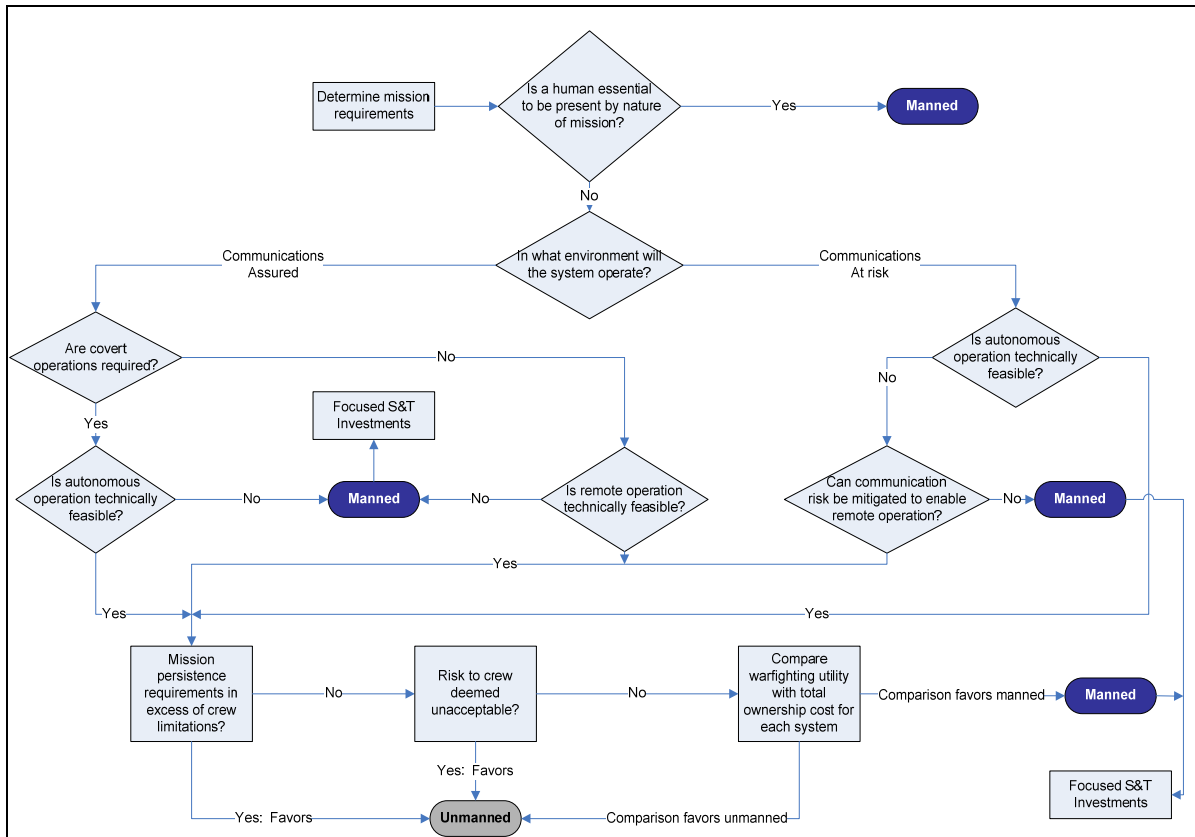 Determine mission
requirements
Is a human essential
to be present by nature
of mission?
Yes
Manned
No
In what environment will
the system operate?
Communications
Assured
Communications
At risk
Are covert
operations required?
No
Is autonomous
operation technically
feasible?
No
Yes
Focused S&T
Investments
Is autonomous
operation technically
feasible?
No
Manned
No
Is remote operation
technically feasible?
Can communication
risk be mitigated to enable
remote operation?
No
Manned
Yes
Yes
Yes
Mission
persistence
requirements in
excess of crew
limitations?
No
Risk to crew
deemed
unacceptable?
No
Compare
warfighting utility
with total
ownership cost for
each system
Comparison favors manned
Manned
Yes: Favors
Yes: Favors
Unmanned
Comparison favors unmanned
Focused S&T
Investments